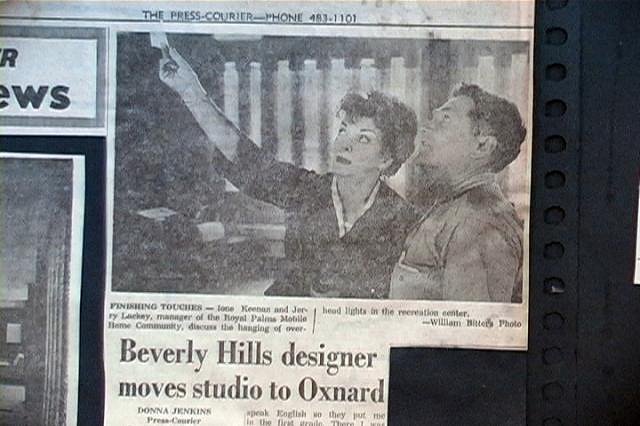 THE PRESS-COURIER—PHONE 483-1101
R
ews
FINISHING TOUCHES — Ione Keenan and Jer-
ry Lackey, manager of the Royal Palms Mobile
Home Community, discuss the hanging of over-
head lights in the recreation center.
—William Bitters Photo
Beverly Hills designer
moves studio to Oxnard
DONNA JENKINS
Press-Courier
speak English so they put me
in the first grade. There I was